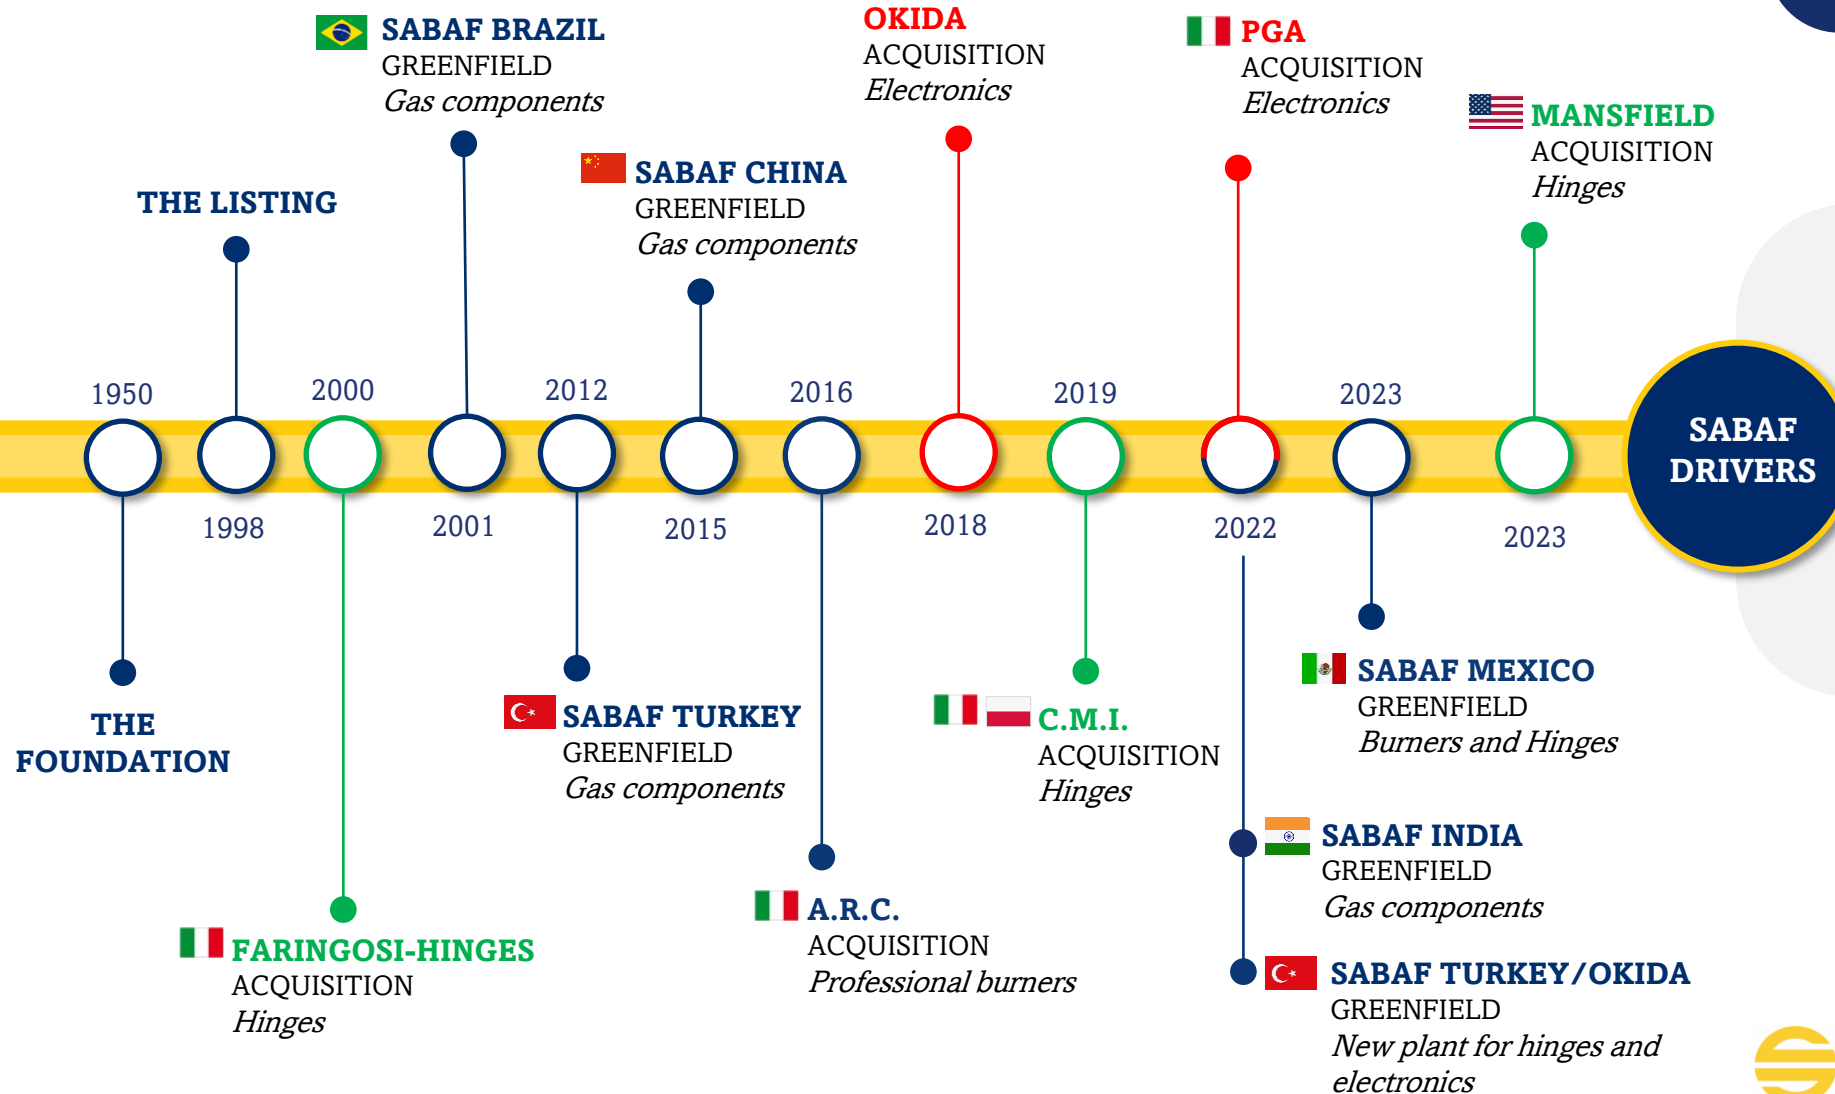 SABAF BRAZIL
GREENFIELD
Gas components
OKIDA
ACQUISITION
Electronics
PGA
ACQUISITION
Electronics
MANSFIELD
ACQUISITION
Hinges
THE LISTING
SABAF CHINA
GREENFIELD
Gas components
1950
2000
2012
2016
2019
2023
SABAF
DRIVERS
1998
2001
2015
2018
2022
2023
THE
FOUNDATION
SABAF TURKEY
GREENFIELD
Gas components
C.M.I.
ACQUISITION
Hinges
SABAF MEXICO
GREENFIELD
Burners and Hinges
FARINGOSI-HINGES
ACQUISITION
Hinges
A.R.C.
ACQUISITION
Professional burners
SABAF INDIA
GREENFIELD
Gas components
SABAF TURKEY/OKIDA
GREENFIELD
New plant for hinges and
electronics